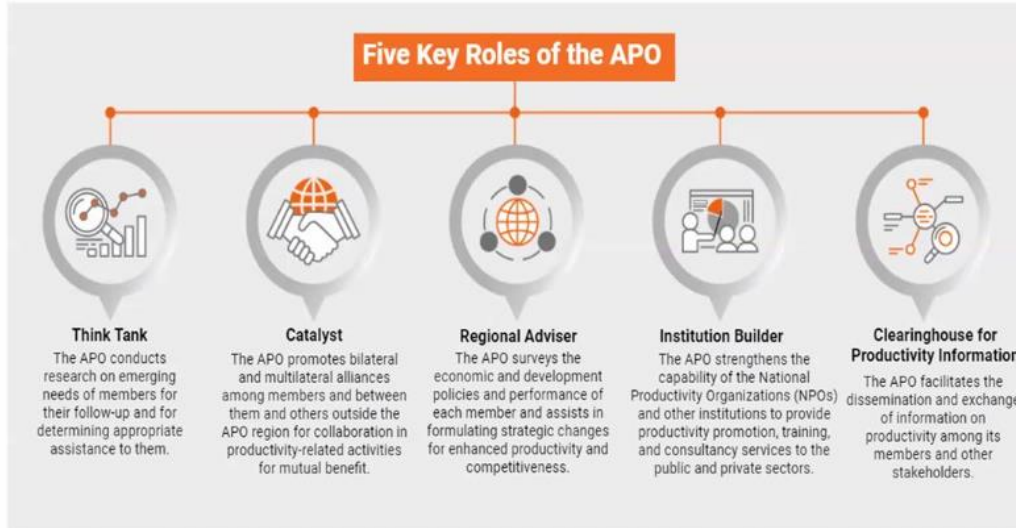 Five Key Roles of the APO
Think Tank
The APO conducts
research on emerging
needs of members for
their follow-up and for
determining appropriate
assistance to them.
Catalyst
The APO promotes bilateral
and multilateral alliances
among members and between
them and others outside the
APO region for collaboration in
productivity-related activities
for mutual benefit.
Regional Adviser
The APO surveys the
economic and development
policies and performance of
each member and assists in
formulating strategic changes
for enhanced productivity and
competitiveness.
Institution Builder
The APO strengthens the
capability of the National
Productivity Organizations (NPOs)
and other institutions to provide
productivity promotion, training,
and consultancy services to the
public and private sectors.
Clearinghouse for
Productivity Information
The APO facilitates the
dissemination and exchange
of information on
productivity among its
members and other
stakeholders.